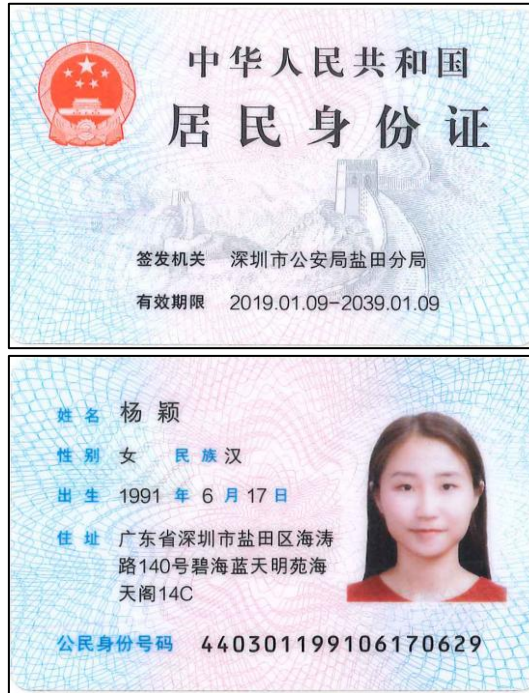 中华人民共和国
居民身份证
签发机关 深圳市公安局盐田分局
有效期限 2019.01.09-2039.01.09
姓名 杨颖
性别 女 民族 汉
出生 1991 年 6 月 17 日
住址 广东省深圳市盐田区海涛
路140号碧海蓝天明苑海
天阁14C
公民身份号码 440301199106170629